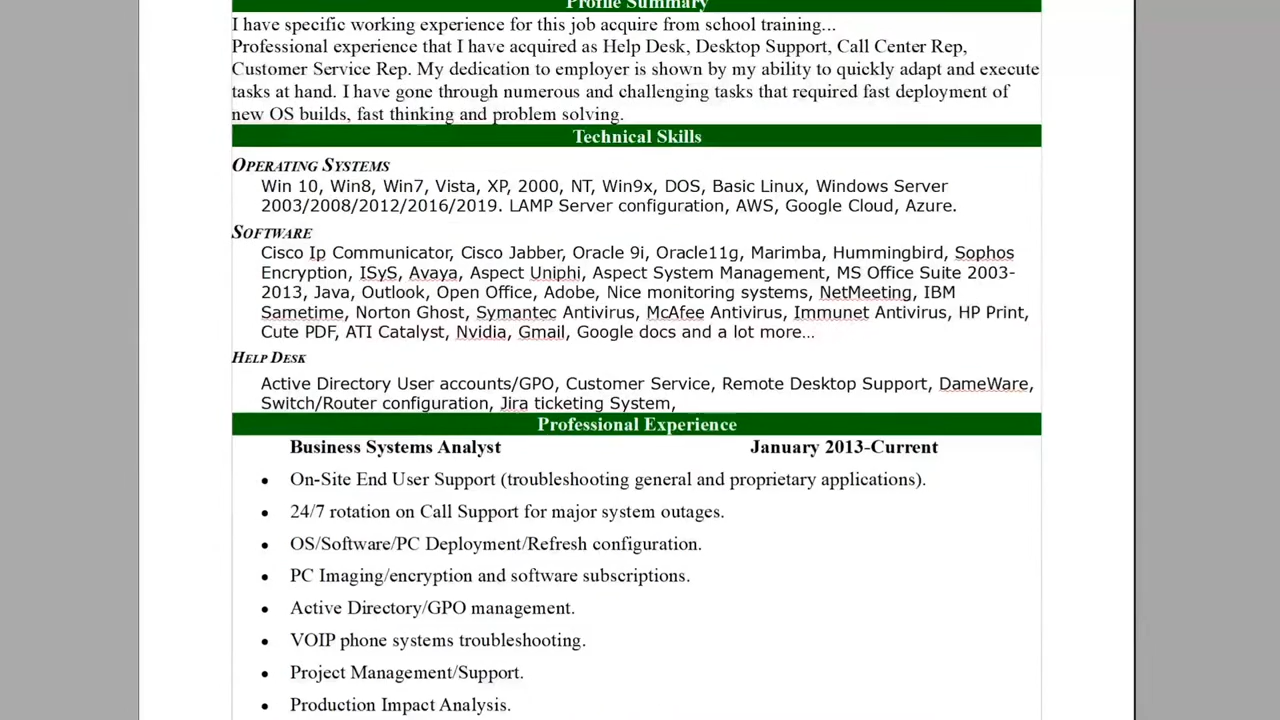 Profile Summary
I have specific working experience for this job acquire from school training...
Professional experience that I have acquired as Help Desk, Desktop Support, Call Center Rep,
Customer Service Rep. My dedication to employer is shown by my ability to quickly adapt and execute
tasks at hand. I have gone through numerous and challenging tasks that required fast deployment of
new OS builds, fast thinking and problem solving.
Technical Skills
OPERATING SYSTEMS
Win 10, Win8, Win7, Vista, XP, 2000, NT, Win9x, DOS, Basic Linux, Windows Server
2003/2008/2012/2016/2019. LAMP Server configuration, AWS, Google Cloud, Azure.
SOFTWARE
Cisco Ip Communicator, Cisco Jabber, Oracle 9i, Oracle11g, Marimba, Hummingbird, Sophos
Encryption, ISyS, Avaya, Aspect Uniphi, Aspect System Management, MS Office Suite 2003-
2013, Java, Outlook, Open Office, Adobe, Nice monitoring systems, NetMeeting, IBM
Sametime, Norton Ghost, Symantec Antivirus, McAfee Antivirus, Immunet Antivirus, HP Print,
Cute PDF, ATI Catalyst, Nvidia, Gmail, Google docs and a lot more…
HELP DESK
Active Directory User accounts/GPO, Customer Service, Remote Desktop Support, DameWare,
Switch/Router configuration, Jira ticketing System,
Professional Experience
Business Systems Analyst January 2013-Current
• On-Site End User Support (troubleshooting general and proprietary applications).
• 24/7 rotation on Call Support for major system outages.
• OS/Software/PC Deployment/Refresh configuration.
• PC Imaging/encryption and software subscriptions.
• Active Directory/GPO management.
• VOIP phone systems troubleshooting.
• Project Management/Support.
• Production Impact Analysis.